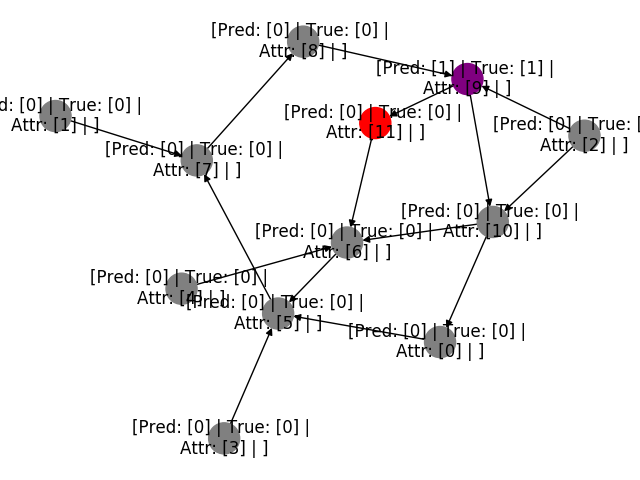 [Pred: [0] | True: [0] |
Attr: [8] | ]
[Pred: [1] | True: [1] |
Attr: [9] | ]
d: [0] | True: [0] |
Attr: [1] | ]
[Pred: [0] | True: [0] |
Attr: [11] | ]
[Pred: [0] | True: [
Attr: [2] | ]
[Pred: [0] | True: [0] |
Attr: [7] | ]
[Pred: [0] | True: [0] |
Attr: [10] | ]
[Pred: [0] | True: [0] |
Attr: [6] | ]
[Pred: [0] | True: [0] |
Attr: [4] | ]
[Pred: [0] | True: [0] |
Attr: [5] | ]
[Pred: [0] | True: [0] |
Attr: [0] | ]
[Pred: [0] | True: [0] |
Attr: [3] | ]